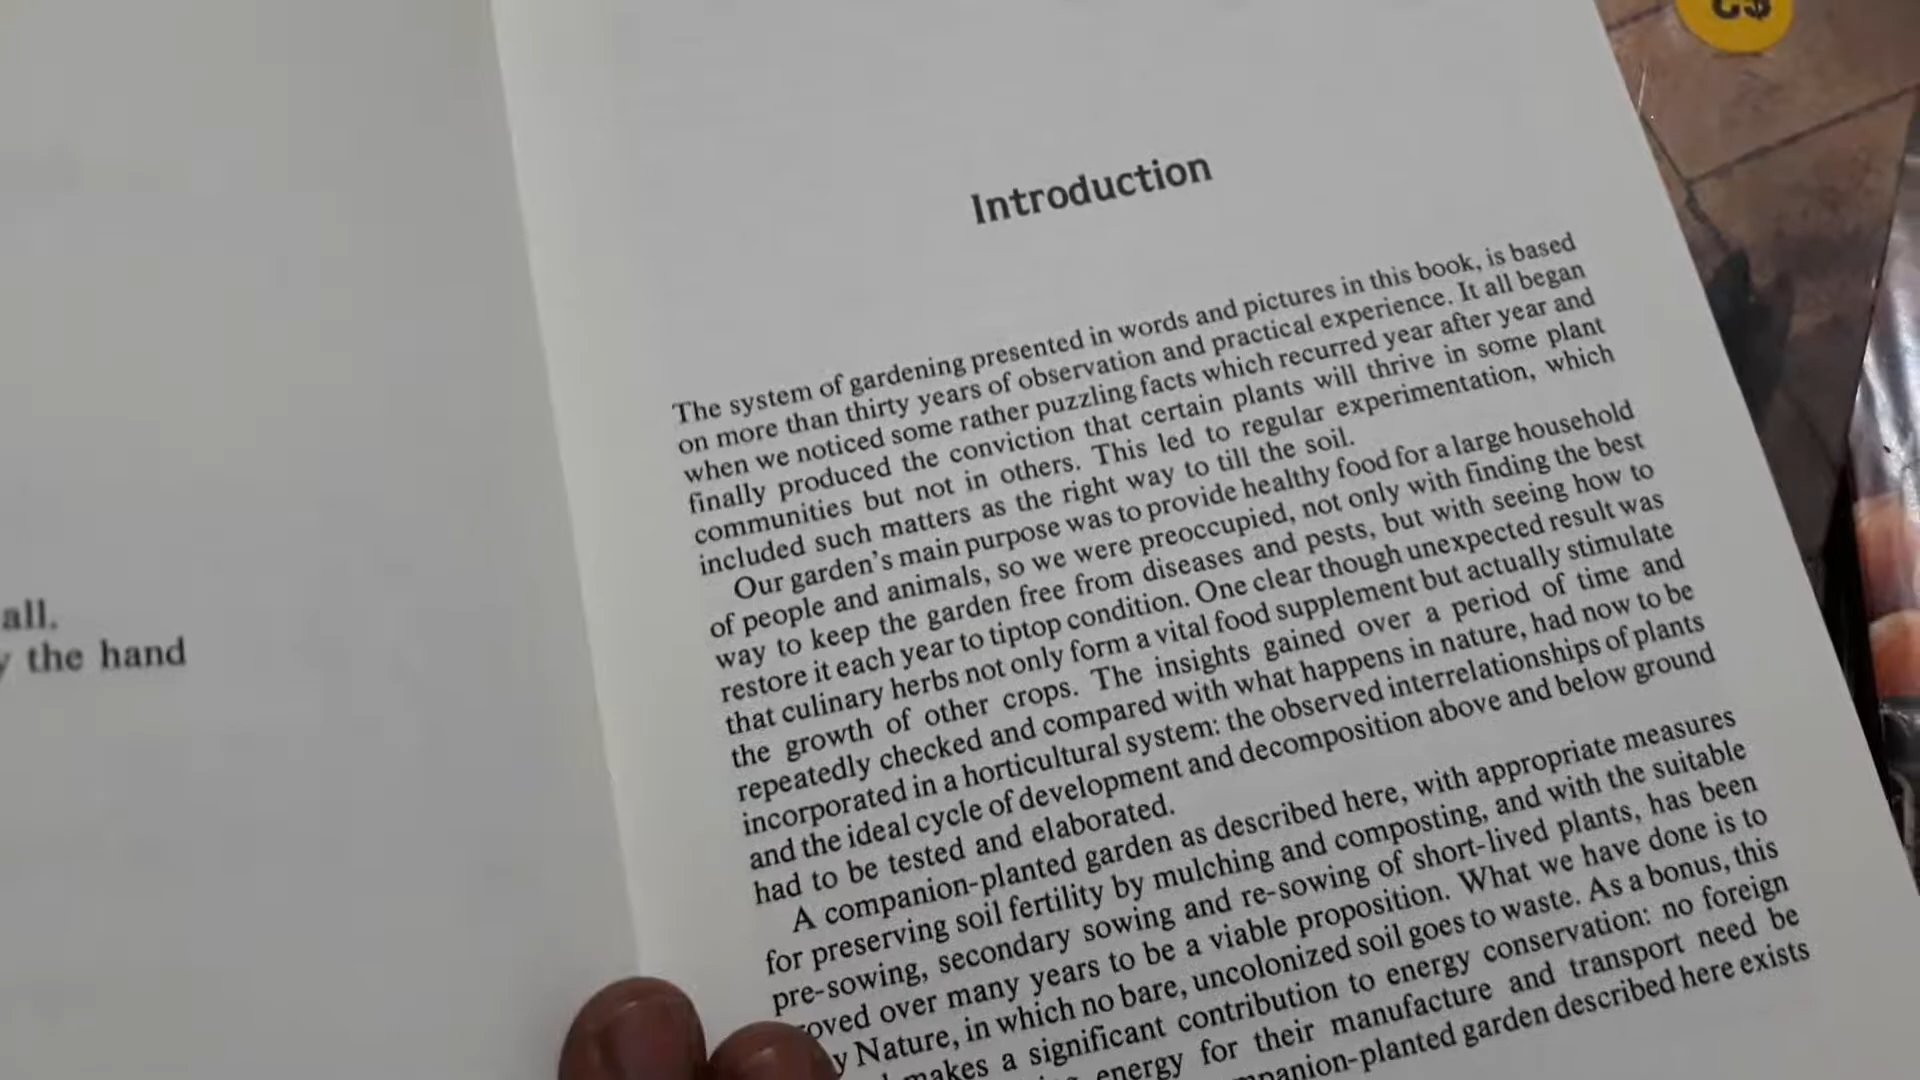 all.
the hand
Introduction
The system of gardening presented in words and pictures in this book, is based
on more than thirty years of observation and practical experience. It all began
when we noticed some rather puzzling facts which recurred year after year and
finally produced the conviction that certain plants will thrive in some plant
communities but not in others. This led to regular experimentation, which
included such matters as the right way to till the soil.
Our garden's main purpose was to provide healthy food for a large household
of people and animals, so we were preoccupied, not only with finding the best
way to keep the garden free from diseases and pests, but with seeing how to
restore it each year to tiptop condition. One clear though unexpected result was
that culinary herbs not only form a vital food supplement but actually stimulate
the growth of other crops. The insights gained over a period of time and
repeatedly checked and compared with what happens in nature, had now to be
incorporated in a horticultural system: the observed interrelationships of plants
and the ideal cycle of development and decomposition above and below ground
had to be tested and elaborated.
A companion-planted garden as described here, with appropriate measures
for preserving soil fertility by mulching and composting, and with the suitable
pre-sowing, secondary sowing and re-sowing of short-lived plants, has been
oved over many years to be a viable proposition. What we have done is to
y Nature, in which no bare, uncolonized soil goes to waste. As a bonus, this
makes a significant contribution to energy conservation: no foreign
energy for their manufacture and transport need be
panion-planted garden described here exists